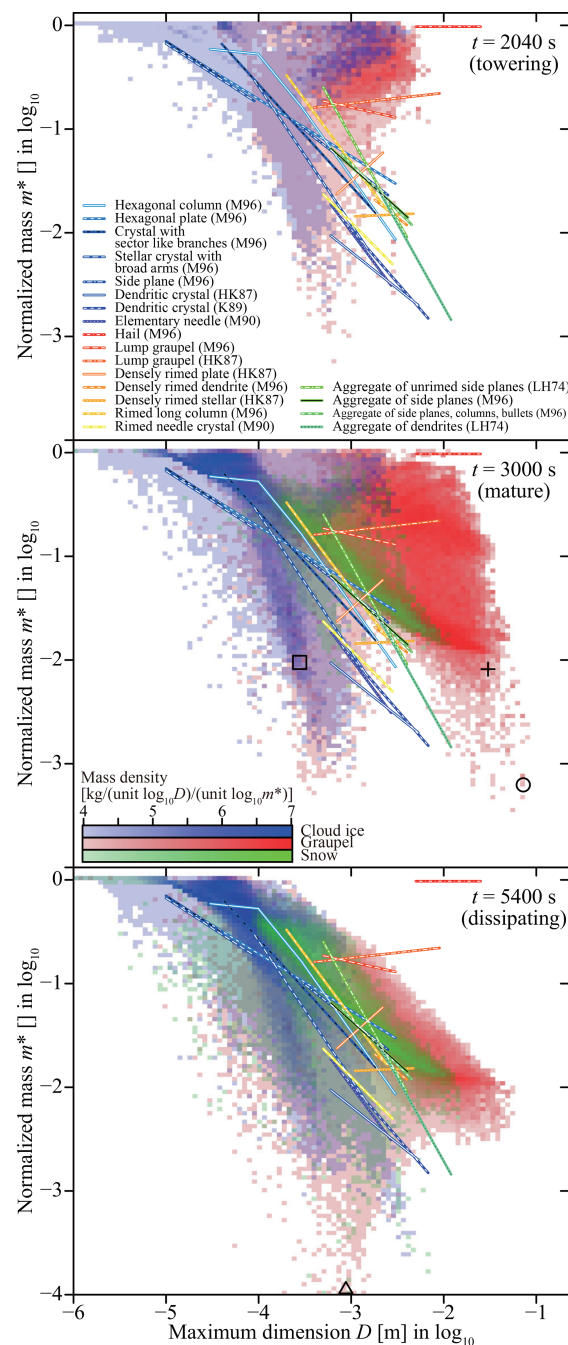 0
t = 2040 s
(towering)
Normalized mass m* [] in log10
−1
−2
−3
Hexagonal column (M96)
Hexagonal plate (M96)
Crystal with
sector like branches (M96)
Stellar crystal with
broad arms (M96)
Side plane (M96)
Dendritic crystal (HK87)
Dendritic crystal (K89)
Elementary needle (M90)
Hail (M96)
Lump graupel (M96)
Lump graupel (HK87)
Densely rimed plate (HK87)
Densely rimed dendrite (M96)
Densely rimed stellar (HK87)
Rimed long column (M96)
Rimed needle crystal (M90)
Aggregate of unrimed side planes (LH74)
Aggregate of side planes (M96)
Aggregate of side planes, columns, bullets (M96)
Aggregate of dendrites (LH74)
0
t = 3000 s
(mature)
Normalized mass m* [] in log10
−1
−2
−3
Mass density
[kg/(unit log10D)/(unit log10m*)]
4 5 6 7
Cloud ice
Graupel
Snow
0
t = 5400 s
(dissipating)
Normalized mass m* [] in log10
−1
−2
−3
−4
−6 −5 −4 −3 −2 −1
Maximum dimension D [m] in log10